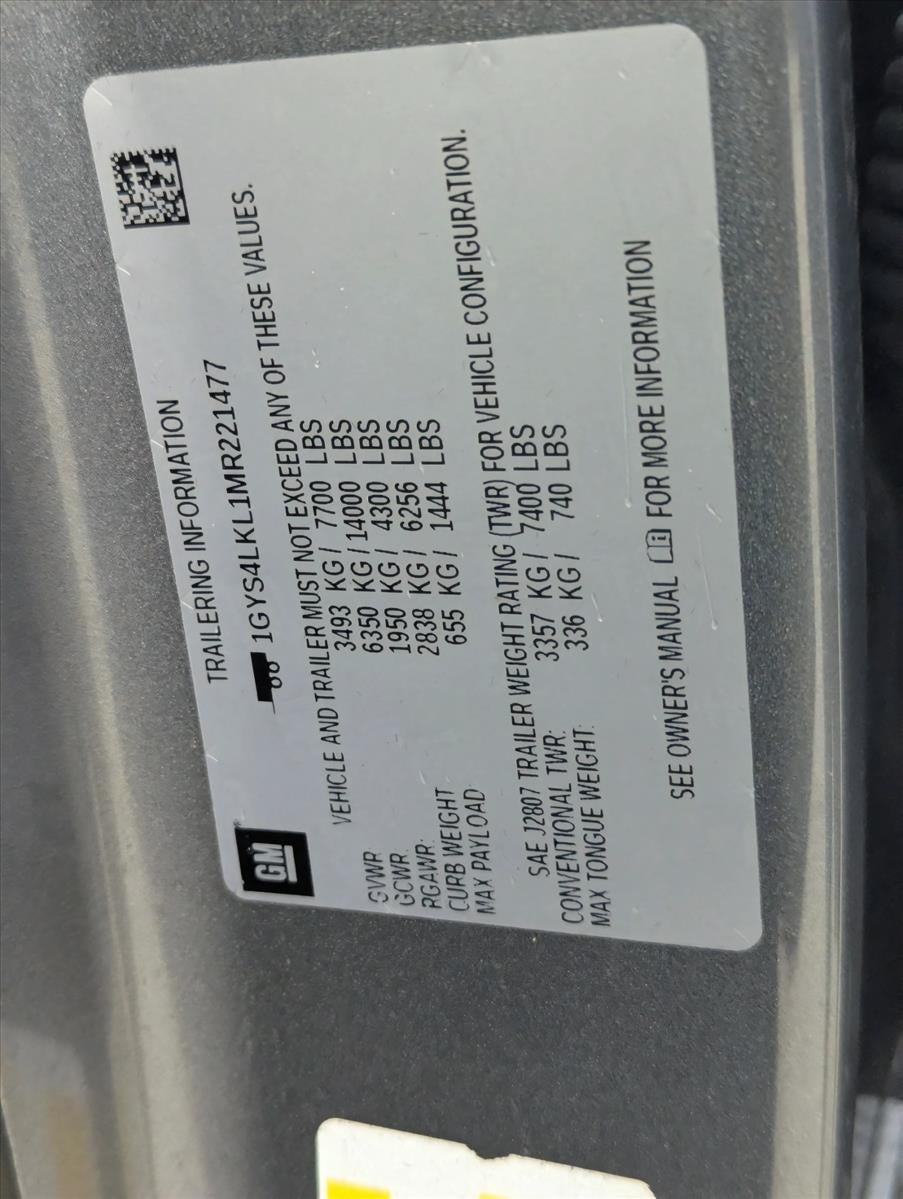 GM
TRAILERING INFORMATION
1GYS4LKL1MR221477
VEHICLE AND TRAILER MUST NOT EXCEED ANY OF THESE VALUES.
GVWR: 3493 KG / 7700 LBS
GCWR: 6350 KG / 14000 LBS
RGAWR: 1950 KG / 4300 LBS
CURB WEIGHT: 2838 KG / 6256 LBS
MAX PAYLOAD: 655 KG / 1444 LBS
SAE J2807 TRAILER WEIGHT RATING (TWR) FOR VEHICLE CONFIGURATION.
CONVENTIONAL TWR: 3357 KG / 7400 LBS
MAX TONGUE WEIGHT: 336 KG / 740 LBS
SEE OWNER'S MANUAL FOR MORE INFORMATION